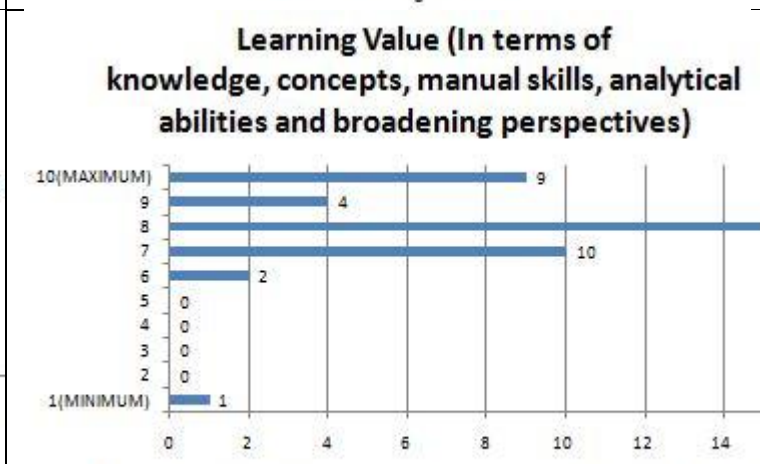 Learning Value (In terms of
knowledge, concepts, manual skills, analytical
abilities and broadening perspectives)
10(MAXIMUM) 9
9 4
8
7 10
6 2
5 0
4 0
3 0
2 0
1(MINIMUM) 1
0 2 4 6 8 10 12 14